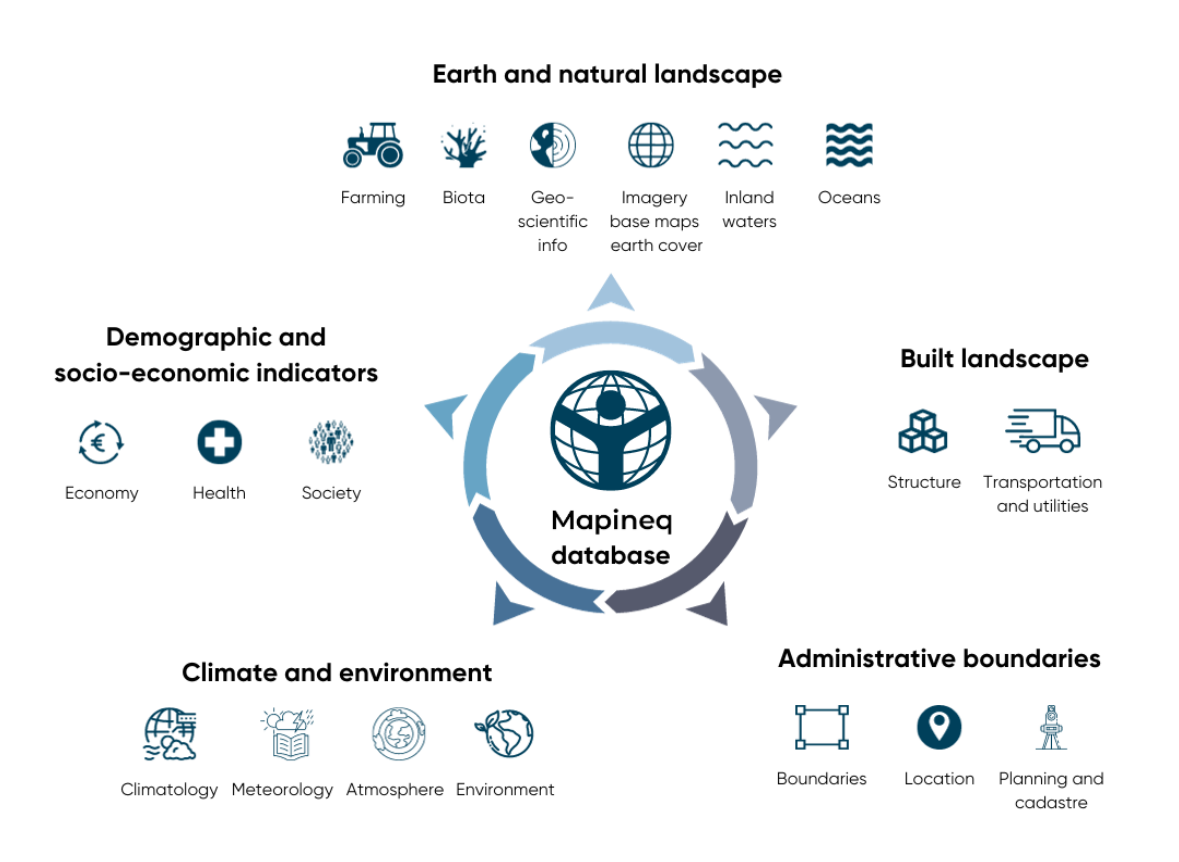 Earth and natural landscape
Farming
Biota
Geo-
scientific
info
Imagery
base maps
earth cover
Inland
waters
Oceans
Demographic and
socio-economic indicators
Economy
Health
Society
Built landscape
Structure
Transportation
and utilities
Mapineq
database
Climate and environment
Climatology
Meteorology
Atmosphere
Environment
Administrative boundaries
Boundaries
Location
Planning and
cadastre